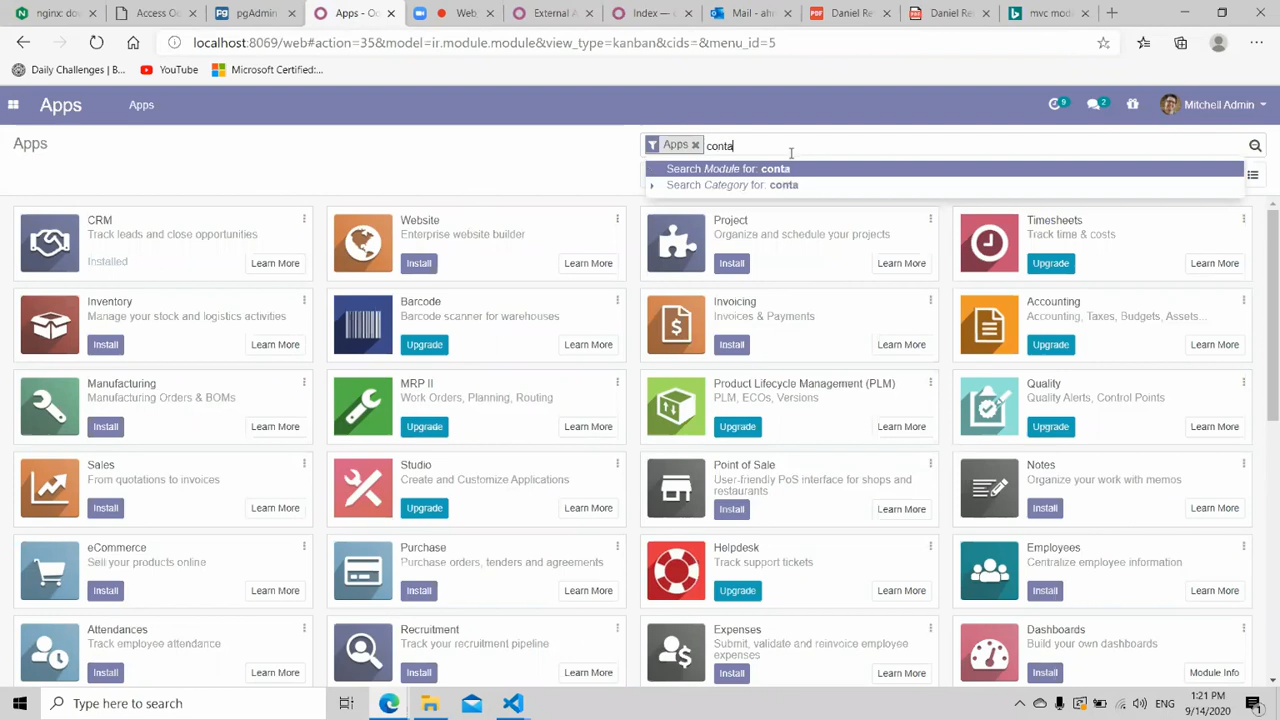 nginx dow
Access Oc
pgAdmin
Apps - Oc
Web
External A
Index —
Mail - ah
Daniel Re
Daniel Re
mvc mod
localhost:8069/web#action=35&model=ir.module.module&view_type=kanban&cids=&menu_id=5
Daily Challenges | B...
YouTube
Microsoft Certified:...
Apps
Apps
9
2
Mitchell Admin
Apps
Apps
conta
Search Module for: conta
Search Category for: conta
CRM
Track leads and close opportunities
Installed
Learn More
Website
Enterprise website builder
Install
Learn More
Project
Organize and schedule your projects
Install
Learn More
Timesheets
Track time & costs
Upgrade
Learn More
Inventory
Manage your stock and logistics activities
Install
Learn More
Barcode
Barcode scanner for warehouses
Upgrade
Learn More
Invoicing
Invoices & Payments
Install
Learn More
Accounting
Accounting, Taxes, Budgets, Assets...
Upgrade
Learn More
Manufacturing
Manufacturing Orders & BOMs
Install
Learn More
MRP II
Work Orders, Planning, Routing
Upgrade
Learn More
Product Lifecycle Management (PLM)
PLM, ECOs, Versions
Upgrade
Learn More
Quality
Quality Alerts, Control Points
Upgrade
Learn More
Sales
From quotations to invoices
Install
Learn More
Studio
Create and Customize Applications
Upgrade
Learn More
Point of Sale
User-friendly PoS interface for shops and
restaurants
Install
Learn More
Notes
Organize your work with memos
Install
Learn More
eCommerce
Sell your products online
Install
Learn More
Purchase
Purchase orders, tenders and agreements
Install
Learn More
Helpdesk
Track support tickets
Upgrade
Learn More
Employees
Centralize employee information
Install
Learn More
Attendances
Track employee attendance
Install
Learn More
Recruitment
Track your recruitment pipeline
Install
Learn More
Expenses
Submit, validate and reinvoice employee
expenses
Install
Learn More
Dashboards
Build your own dashboards
Install
Module Info
Type here to search
ENG
1:21 PM
9/14/2020
1